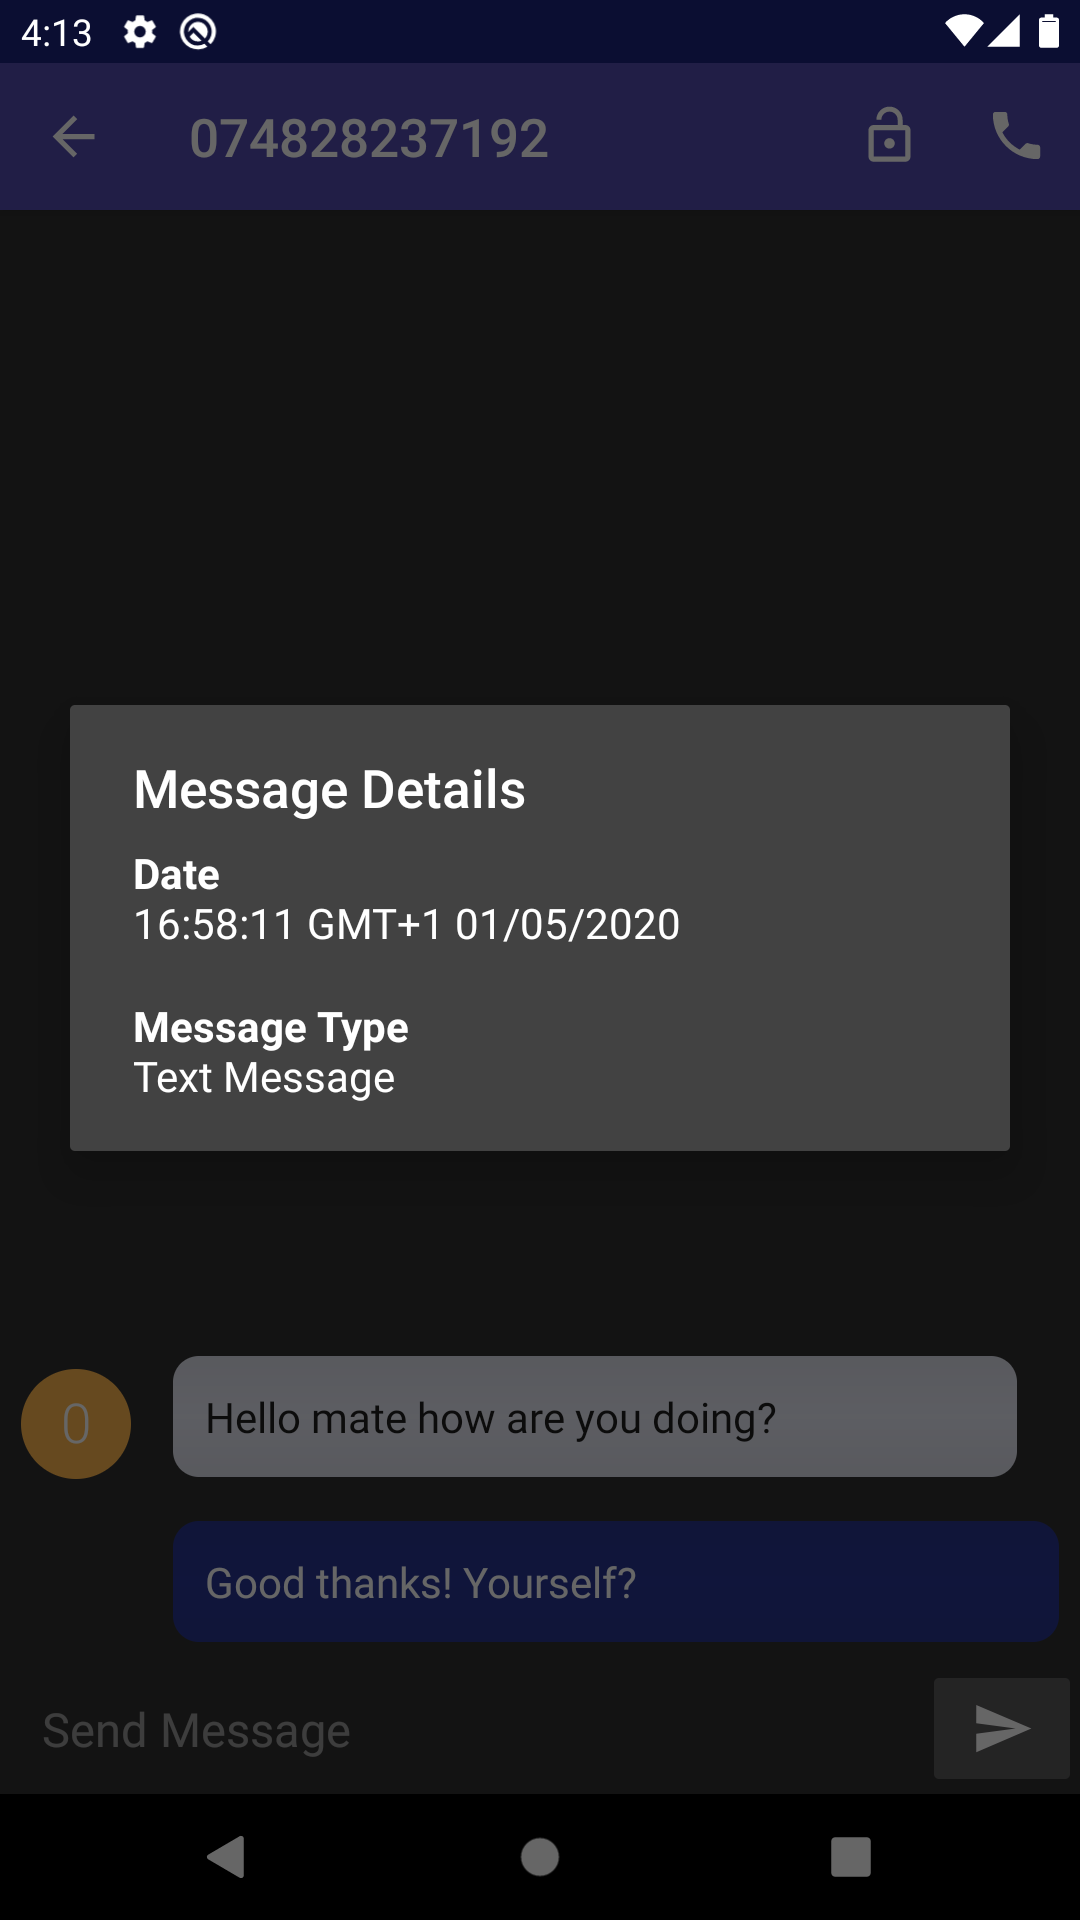 4:13
074828237192
Message Details
Date
16:58:11 GMT+1 01/05/2020
Message Type
Text Message
0
Hello mate how are you doing?
Good thanks! Yourself?
Send Message